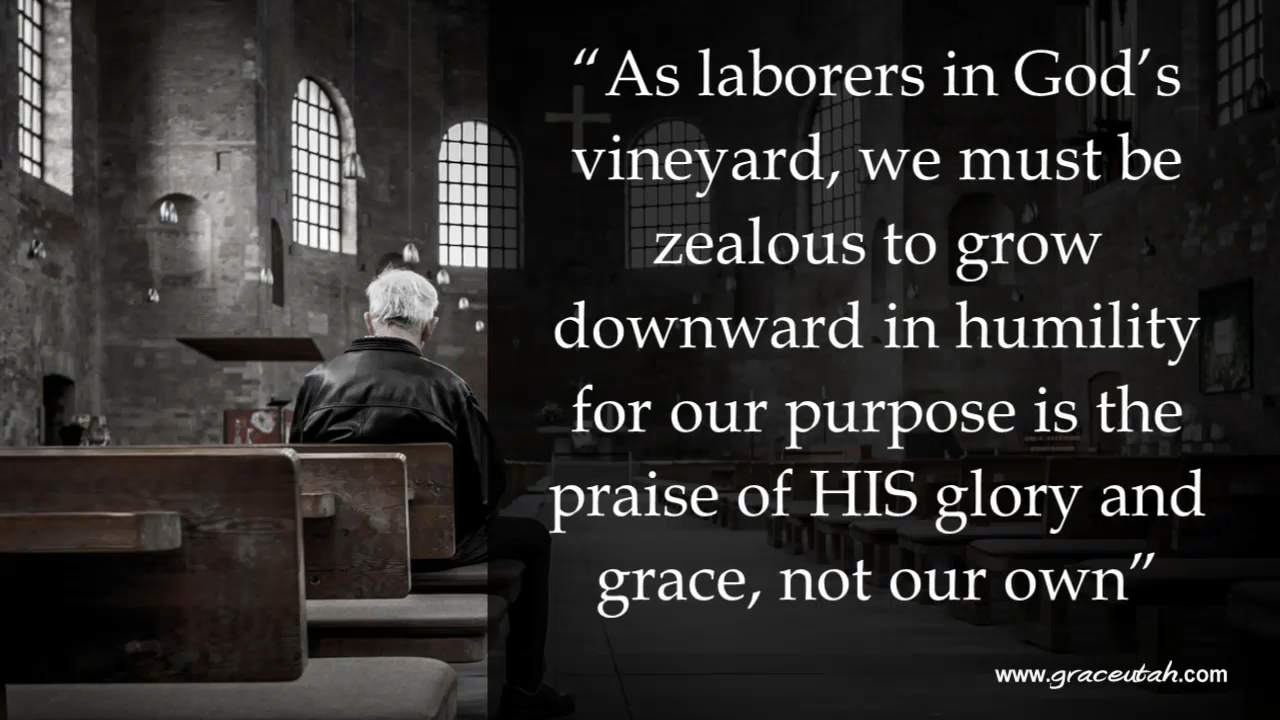 “As laborers in God’s
vineyard, we must be
zealous to grow
downward in humility
for our purpose is the
praise of HIS glory and
grace, not our own”
www.graceutah.com